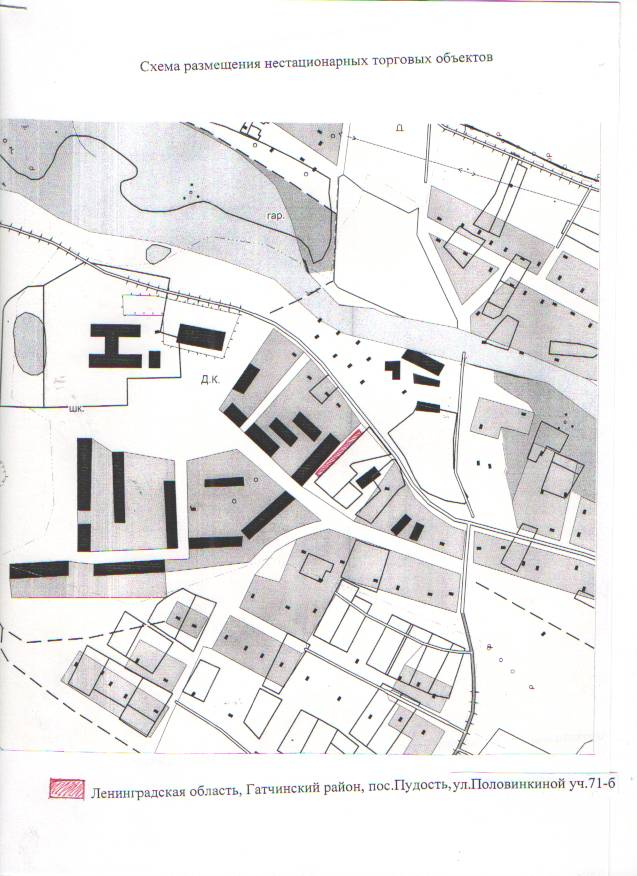 Схема размещения нестационарных торговых объектов
Д.
гар.
Д.К.
шк.
Ленинградская область, Гатчинский район, пос.Пудость,ул.Половинкиной уч.71-б